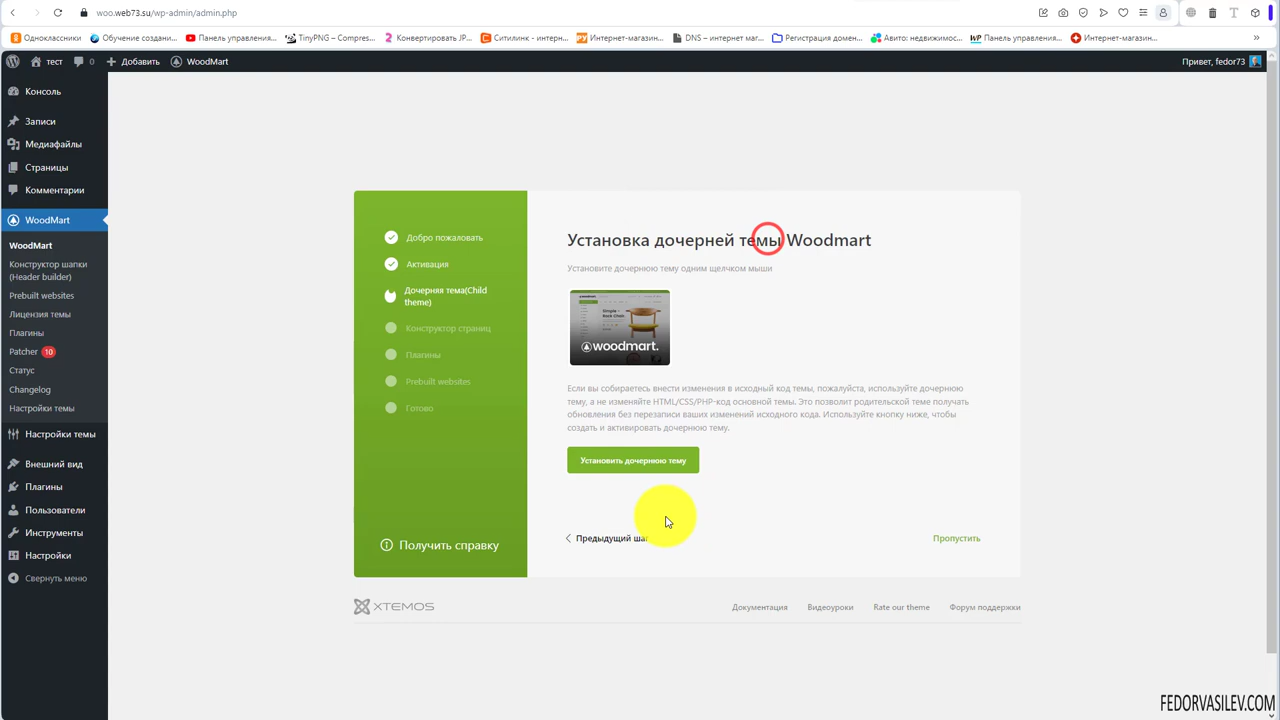 woo.web73.su/wp-admin/admin.php
Одноклассники
Обучение создани...
Панель управления...
TinyPNG – Compres...
Конвертировать JP...
Ситилинк - интерн...
Интернет-магазин...
DNS – интернет маг...
Регистрация домен...
Авито: недвижимос...
Панель управления...
Интернет-магазин...
тест
0
Добавить
WoodMart
Привет, fedor73
Консоль
Записи
Медиафайлы
Страницы
Комментарии
WoodMart
WoodMart
Конструктор шапки
(Header builder)
Prebuilt websites
Лицензия темы
Плагины
Patcher 10
Статус
Changelog
Настройки темы
Настройки темы
Внешний вид
Плагины
Пользователи
Инструменты
Настройки
Свернуть меню
Добро пожаловать
Активация
Дочерняя тема(Child
theme)
Конструктор страниц
Плагины
Prebuilt websites
Готово
Получить справку
Установка дочерней темы Woodmart
Установите дочернюю тему одним щелчком мыши
woodmart.
Если вы собираетесь внести изменения в исходный код темы, пожалуйста, используйте дочернюю
тему, а не изменяйте HTML/CSS/PHP-код основной темы. Это позволит родительской теме получать
обновления без перезаписи ваших изменений исходного кода. Используйте кнопку ниже, чтобы
создать и активировать дочернюю тему.
Установить дочернюю тему
Предыдущий шаг
Пропустить
XTEMOS
Документация
Видеоуроки
Rate our theme
Форум поддержки
FEDORVASILEV.COM